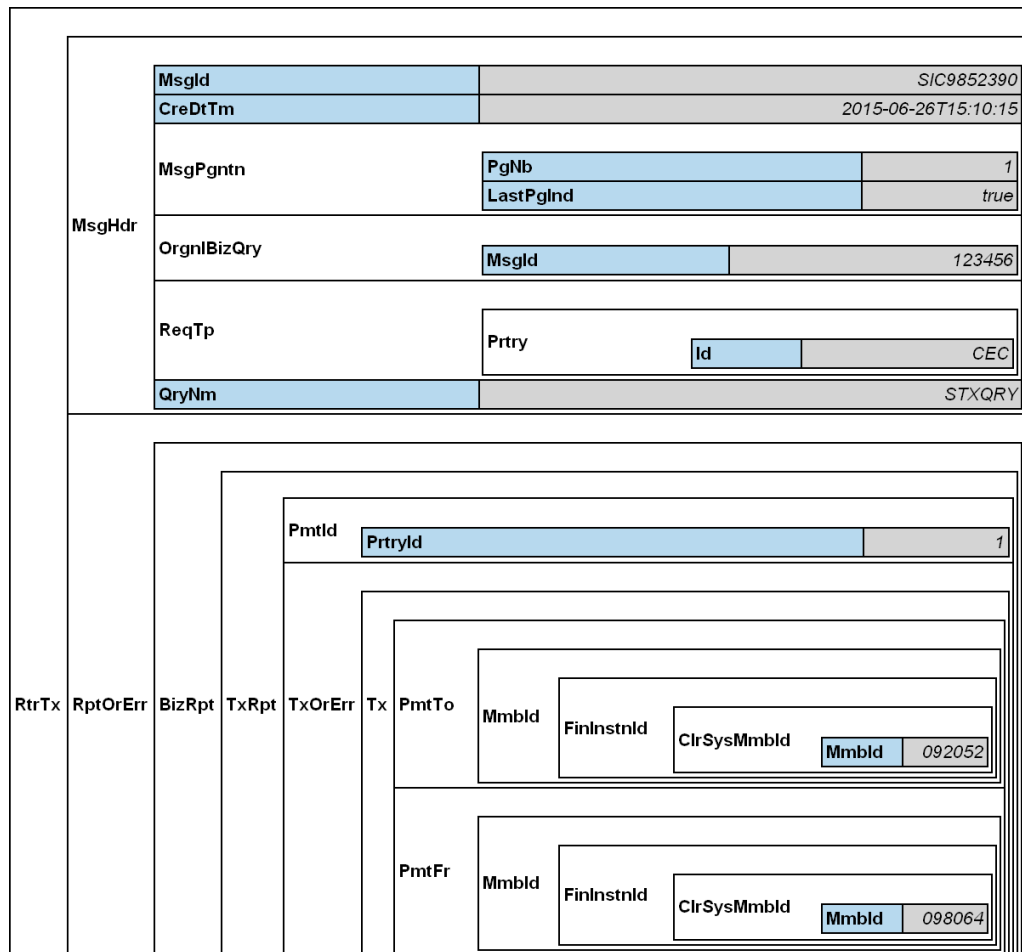 MsgId SIC9852390
CreDtTm 2015-06-26T15:10:15
MsgPgntn PgNb 1
LastPgInd true
MsgHdr
OrgnlBizQry MsgId 123456
ReqTp Prtry Id CEC
QryNm STXQRY
PmtId PrtryId 1
RtrTx RptOrErr BizRpt TxRpt TxOrErr Tx PmtTo MmbId FinInstnId ClrSysMmbId MmbId 092052
PmtFr MmbId FinInstnId ClrSysMmbId MmbId 098064